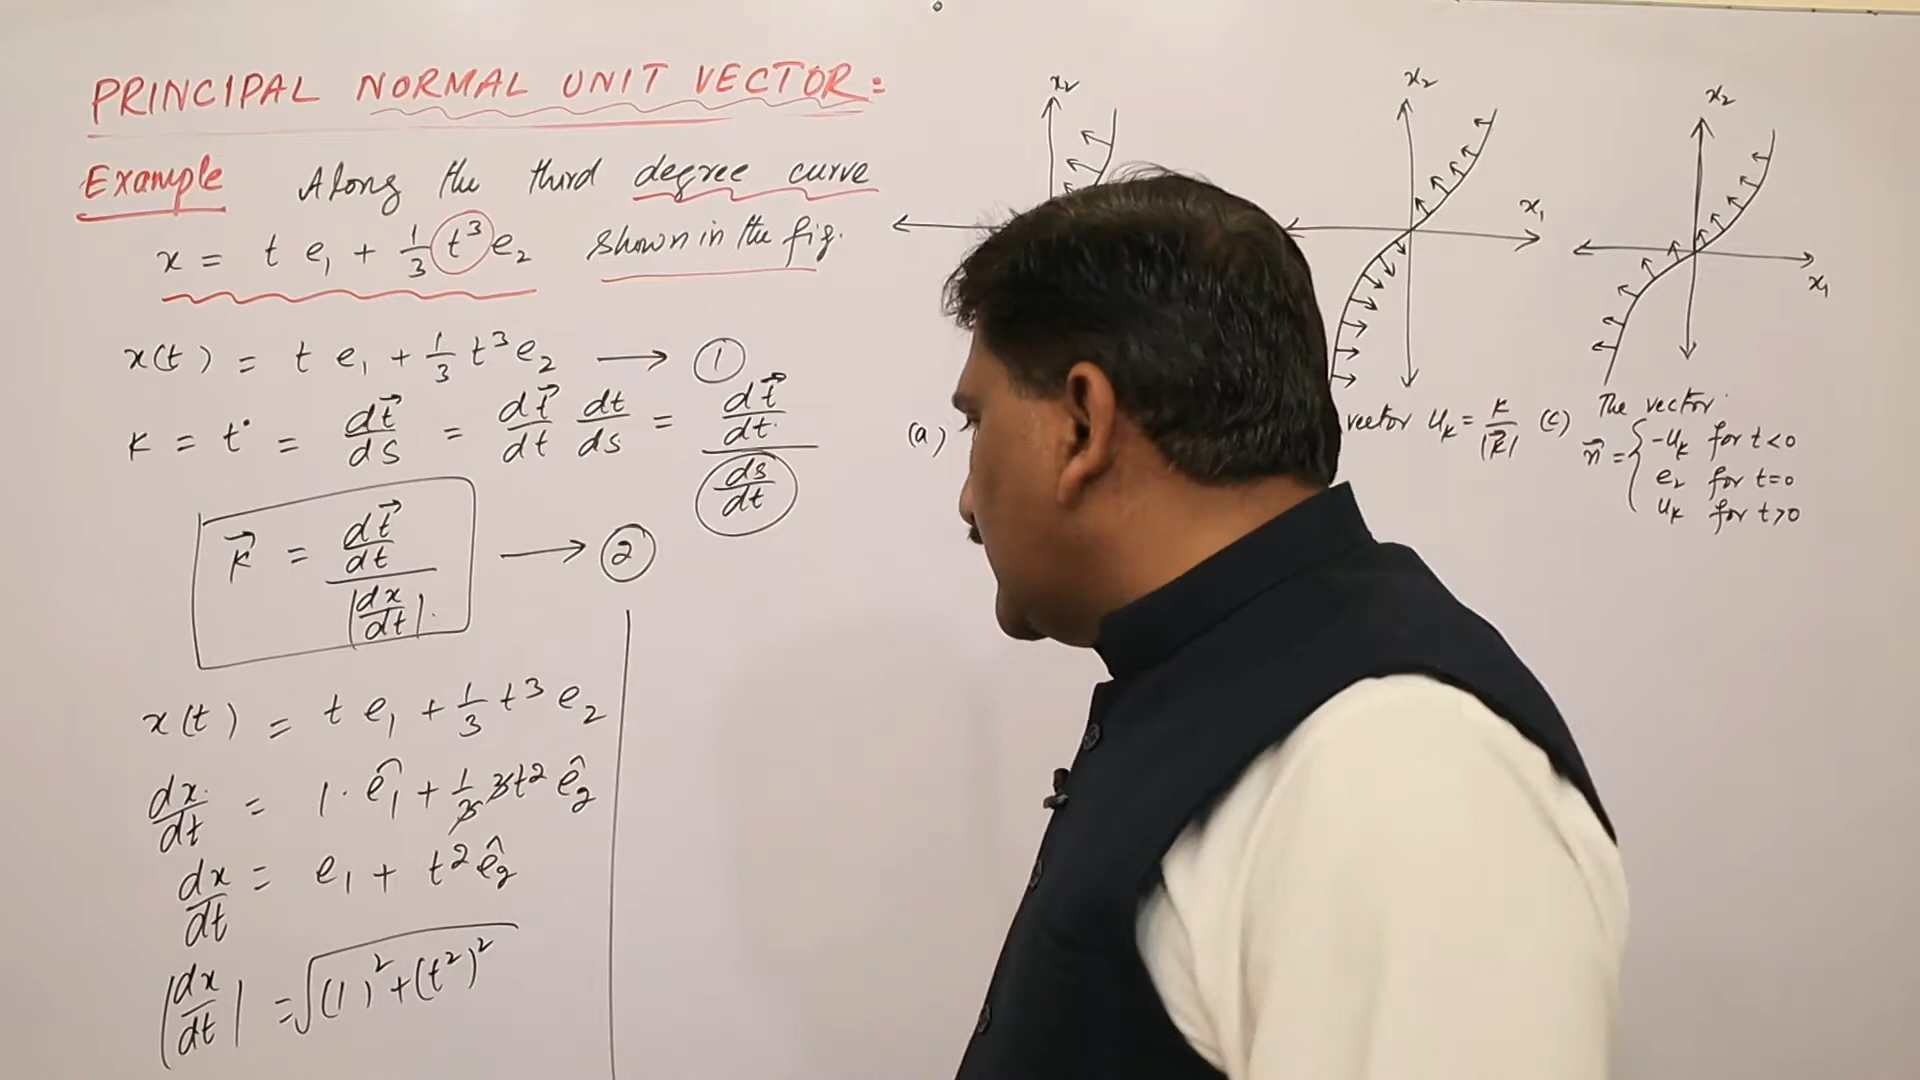 PRINCIPAL NORMAL UNIT VECTOR:
Example Along the third degree curve
x = t e₁ + 1/3 t³ e₂ shown in the fig.
x(t) = t e₁ + 1/3 t³ e₂ → ①
K = t˙ = dt⃗/ds = dt⃗/dt dt/ds = (dt⃗/dt)/(ds/dt)
k⃗ = (dt⃗/dt)/|dx/dt| → ②
x(t) = t e₁ + 1/3 t³ e₂
dx/dt = 1· ê₁ + 1/3 3t² ê₂
dx/dt = e₁ + t² ê₂
|dx/dt| = √((1)² + (t²)²)
x₂
(a)
x₂
x₁
vector uₖ = k/|k⃗|
x₂
x₁
(c) The vector
n⃗ = { -uₖ for t<0
e₂ for t=0
uₖ for t>0